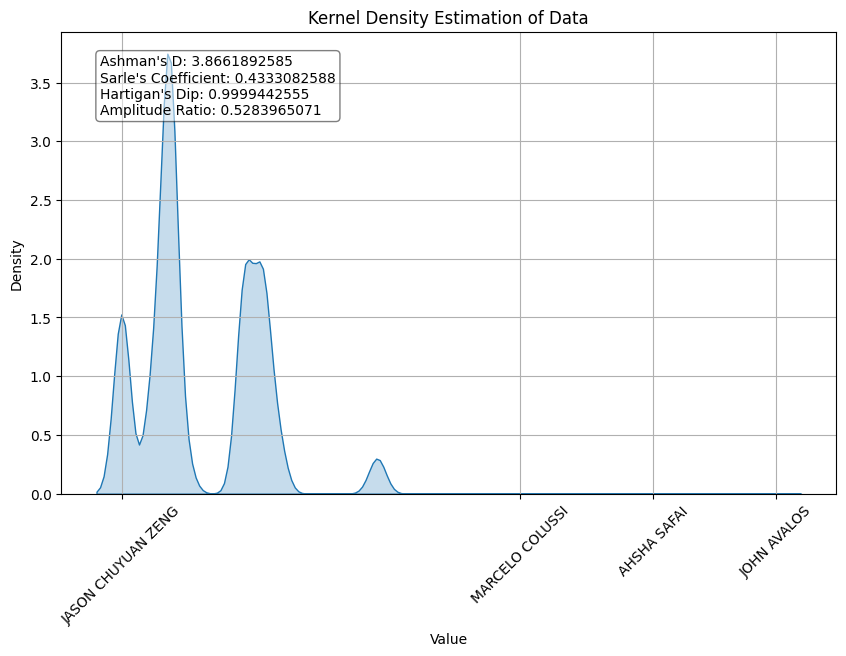 Kernel Density Estimation of Data
Ashman's D: 3.8661892585
Sarle's Coefficient: 0.4333082588
Hartigan's Dip: 0.9999442555
Amplitude Ratio: 0.5283965071
Density
3.5
3.0
2.5
2.0
1.5
1.0
0.5
0.0
JASON CHUYUAN ZENG
MARCELO COLUSSI
AHSHA SAFAI
JOHN AVALOS
Value